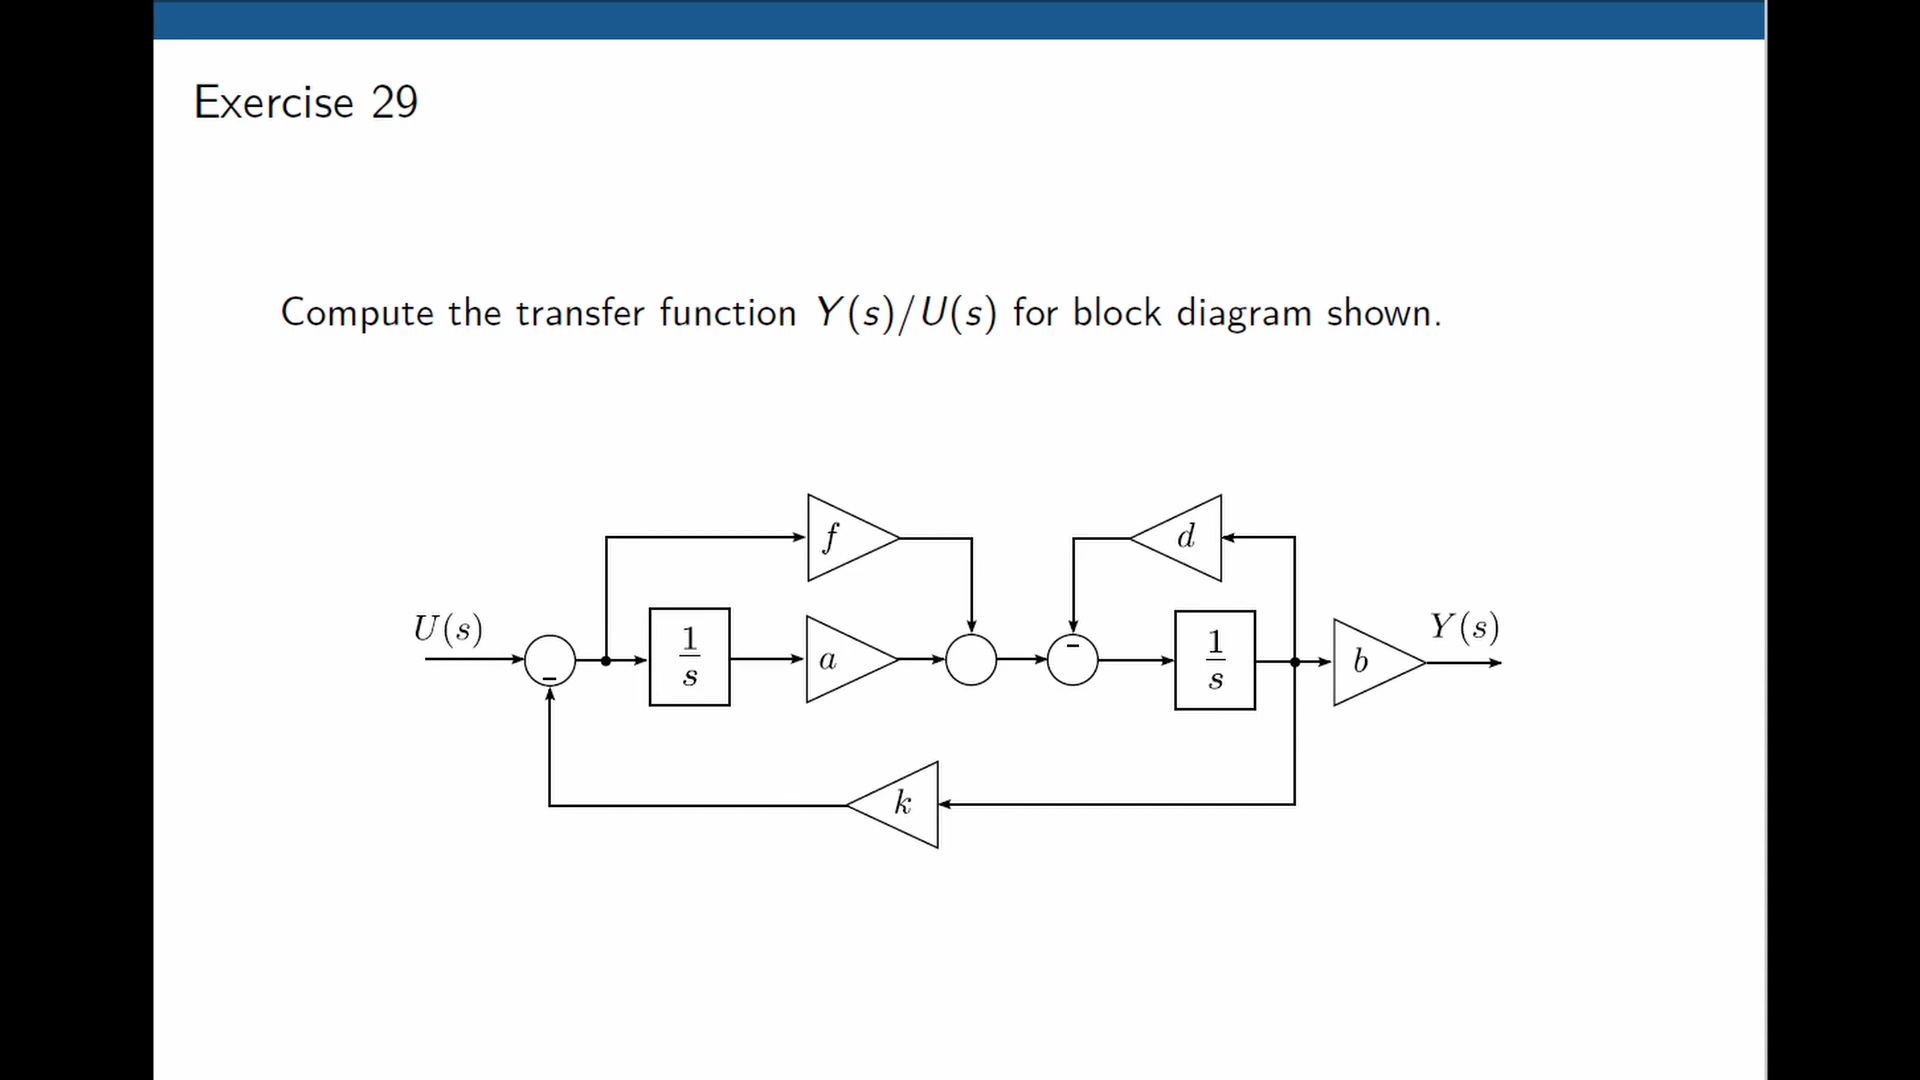 Exercise 29
Compute the transfer function Y(s)/U(s) for block diagram shown.
f
d
U(s)
1
s
a
-
-
1
s
b
Y(s)
k